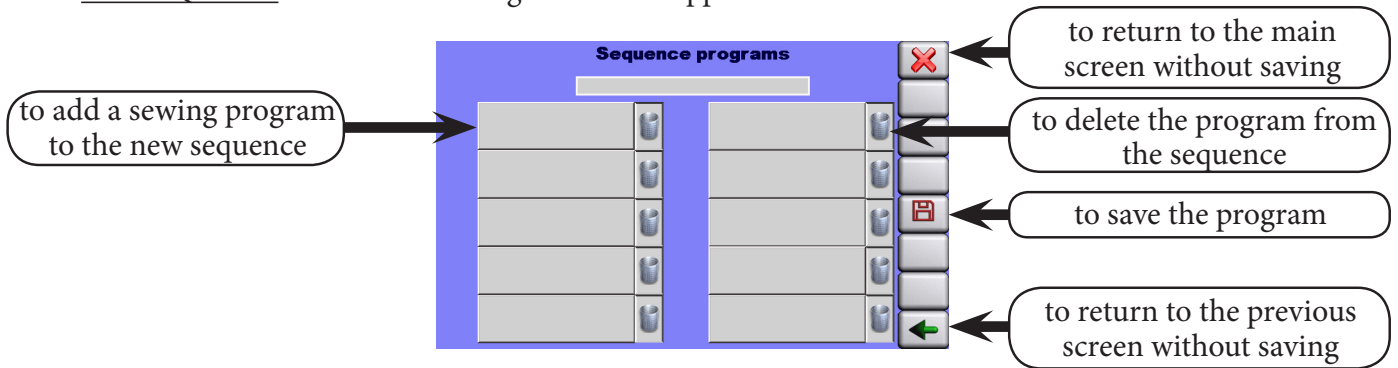 Sequence programs
to return to the main
screen without saving
to add a sewing program
to the new sequence
to delete the program from
the sequence
to save the program
to return to the previous
screen without saving